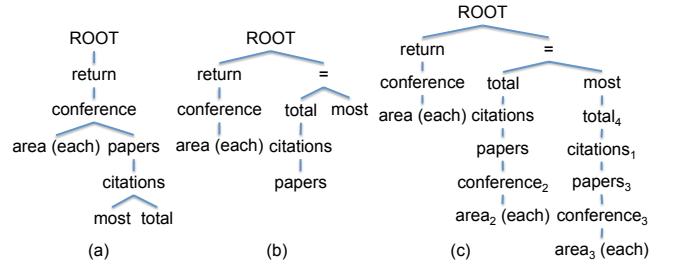 ROOT
return
conference
area (each) papers
citations
most total
(a)
ROOT
return =
conference total most
area (each) citations
papers
(b)
ROOT
return =
conference total most
area (each) citations total₄
papers citations₁
conference₂ papers₃
area₂ (each) conference₃
area₃ (each)
(c)